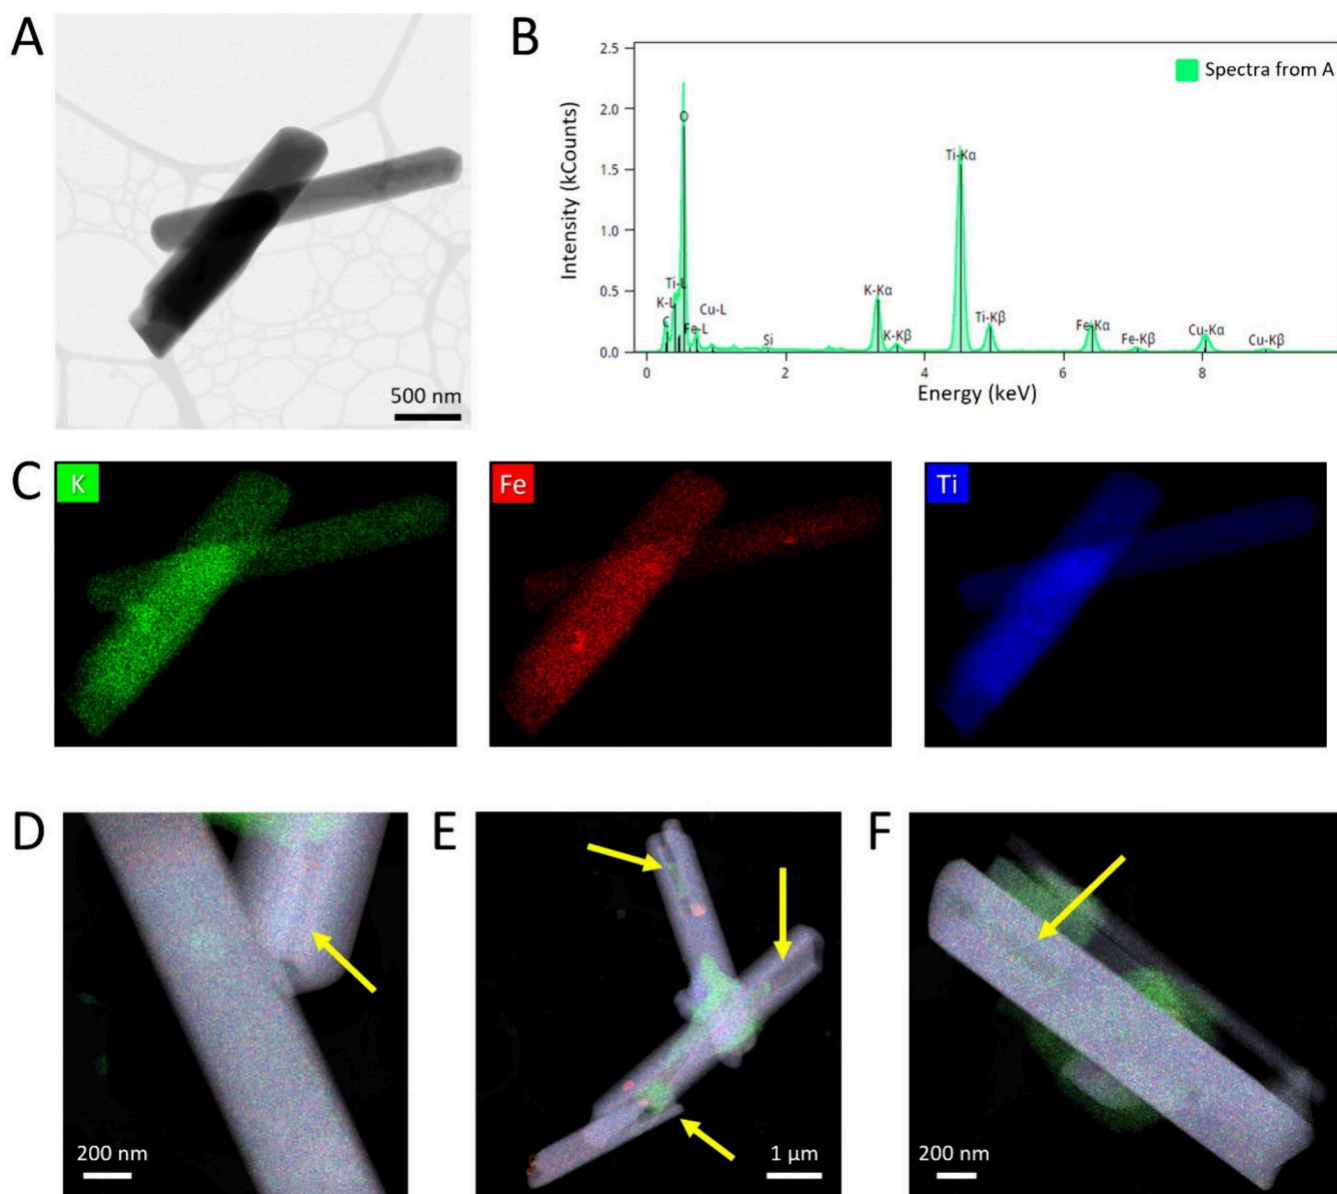 A
500 nm
B
2.5
2.0
1.5
1.0
0.5
0.0
Intensity (kCounts)
Spectra from A
O
Ti-Kα
Ti-L
K-L
C
Cu-L
Fe-L
Si
K-Kα
K-Kβ
Ti-Kβ
Fe-Kα
Fe-Kβ
Cu-Kα
Cu-Kβ
0 2 4 6 8
Energy (keV)
C
K
Fe
Ti
D
200 nm
E
1 μm
F
200 nm